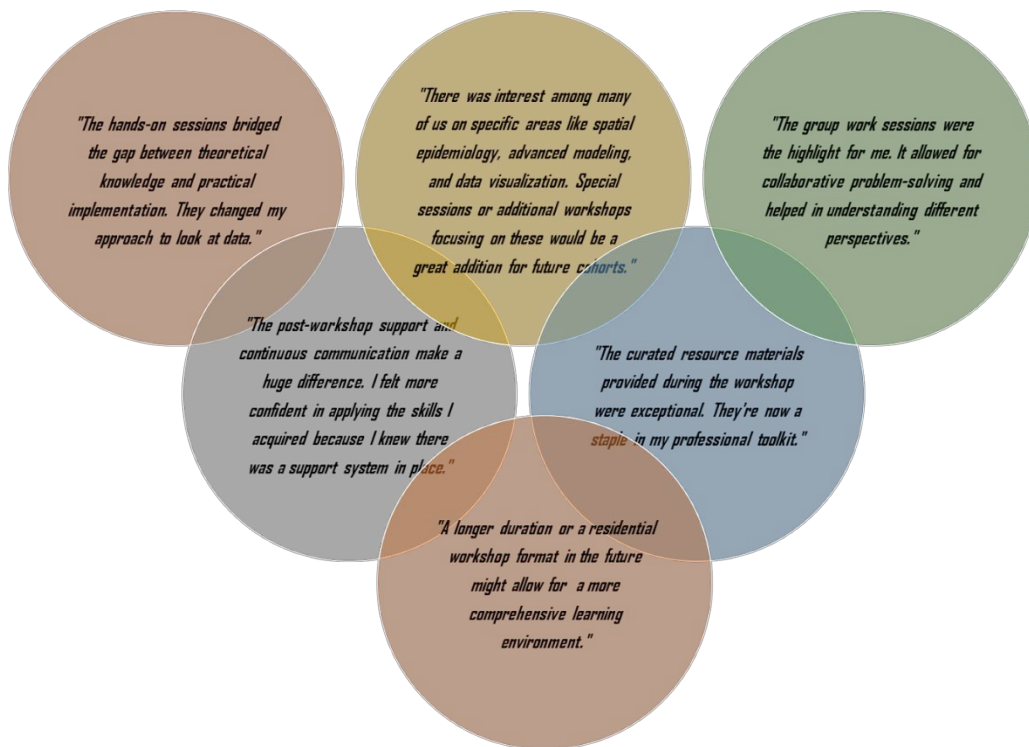 "The hands-on sessions bridged
the gap between theoretical
knowledge and practical
implementation. They changed my
approach to look at data."
"There was interest among many
of us on specific areas like spatial
epidemiology, advanced modeling,
and data visualization. Special
sessions or additional workshops
focusing on these would be a
great addition for future cohorts."
"The group work sessions were
the highlight for me. It allowed for
collaborative problem-solving and
helped in understanding different
perspectives."
"The post-workshop support and
continuous communication make a
huge difference. I felt more
confident in applying the skills I
acquired because I knew there
was a support system in place."
"The curated resource materials
provided during the workshop
were exceptional. They're now a
staple in my professional toolkit."
"A longer duration or a residential
workshop format in the future
might allow for a more
comprehensive learning
environment."